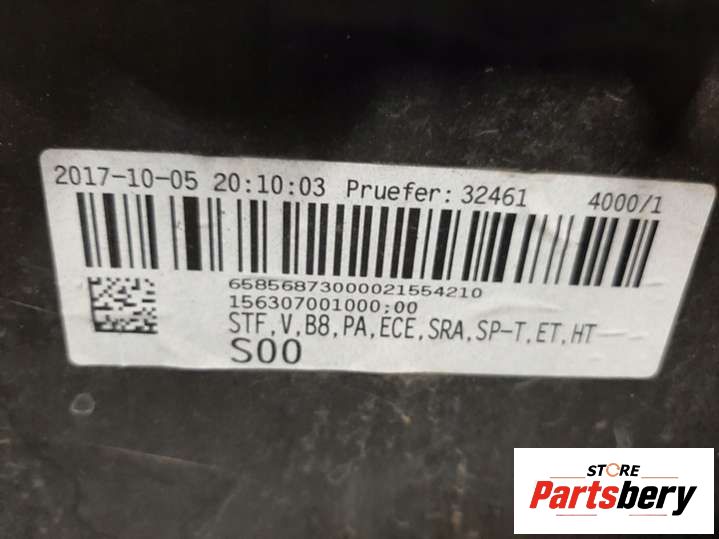 2017-10-05 20:10:03 Pruefer: 32461 4000/1
65856873000021554210
156307001000;00
STF,V,B8,PA,ECE,SRA,SP-T,ET,HT
S00
STORE
Partsbery